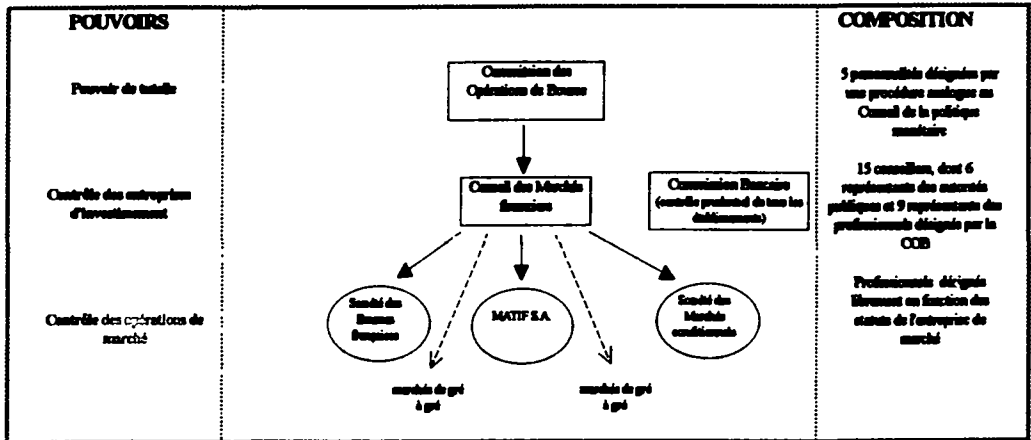 POUVOIRS
COMPOSITION
Pouvoir de tutelle
Commission des
Opérations de Bourse
5 personnalités désignées par
une procédure analogue au
Conseil de la politique
monétaire
Contrôle des entreprises
d'investissement
Conseil des Marchés
financiers
Commission Bancaire
(contrôle prudentiel de tous les
établissements)
15 conseillers, dont 6
représentants des autorités
publiques et 9 représentants des
professionnels désignés par la
COB
Contrôle des opérations de
marché
Société des
Bourses
françaises
MATIF S.A.
Société des
Marchés
conditionnels
Professionnels désignés
librement en fonction des
statuts de l'entreprise de
marché
marchés de gré
à gré
marchés de gré
à gré